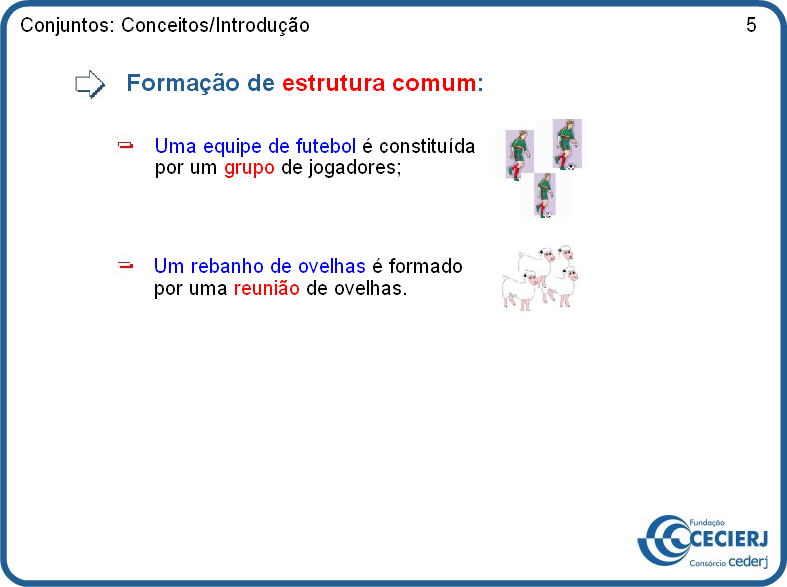 Conjuntos: Conceitos/Introdução 5
Formação de estrutura comum:
Uma equipe de futebol é constituída
por um grupo de jogadores;
Um rebanho de ovelhas é formado
por uma reunião de ovelhas.
Fundação
CECIERJ
Consórcio cederj